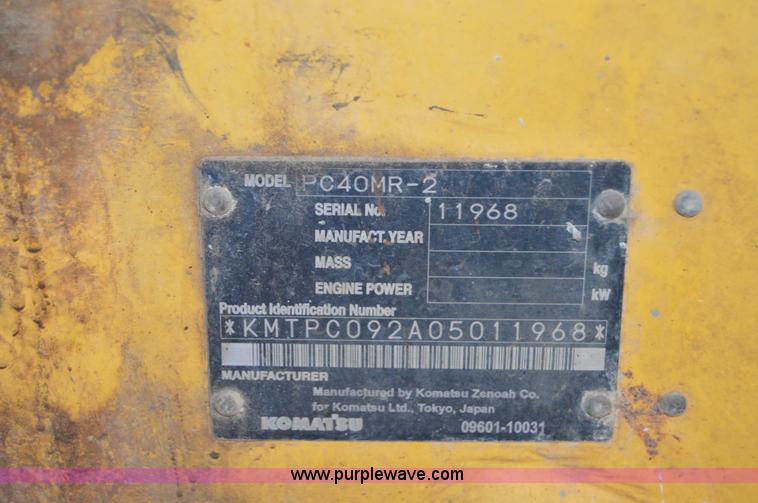 MODEL PC40MR-2
SERIAL No. 11968
MANUFACT.YEAR
MASS kg
ENGINE POWER kW
Product Identification Number
*KMTPC092A05011968*
MANUFACTURER
Manufactured by Komatsu Zenoah Co.
for Komatsu Ltd., Tokyo, Japan
KOMATSU 09601-10031
www.purplewave.com